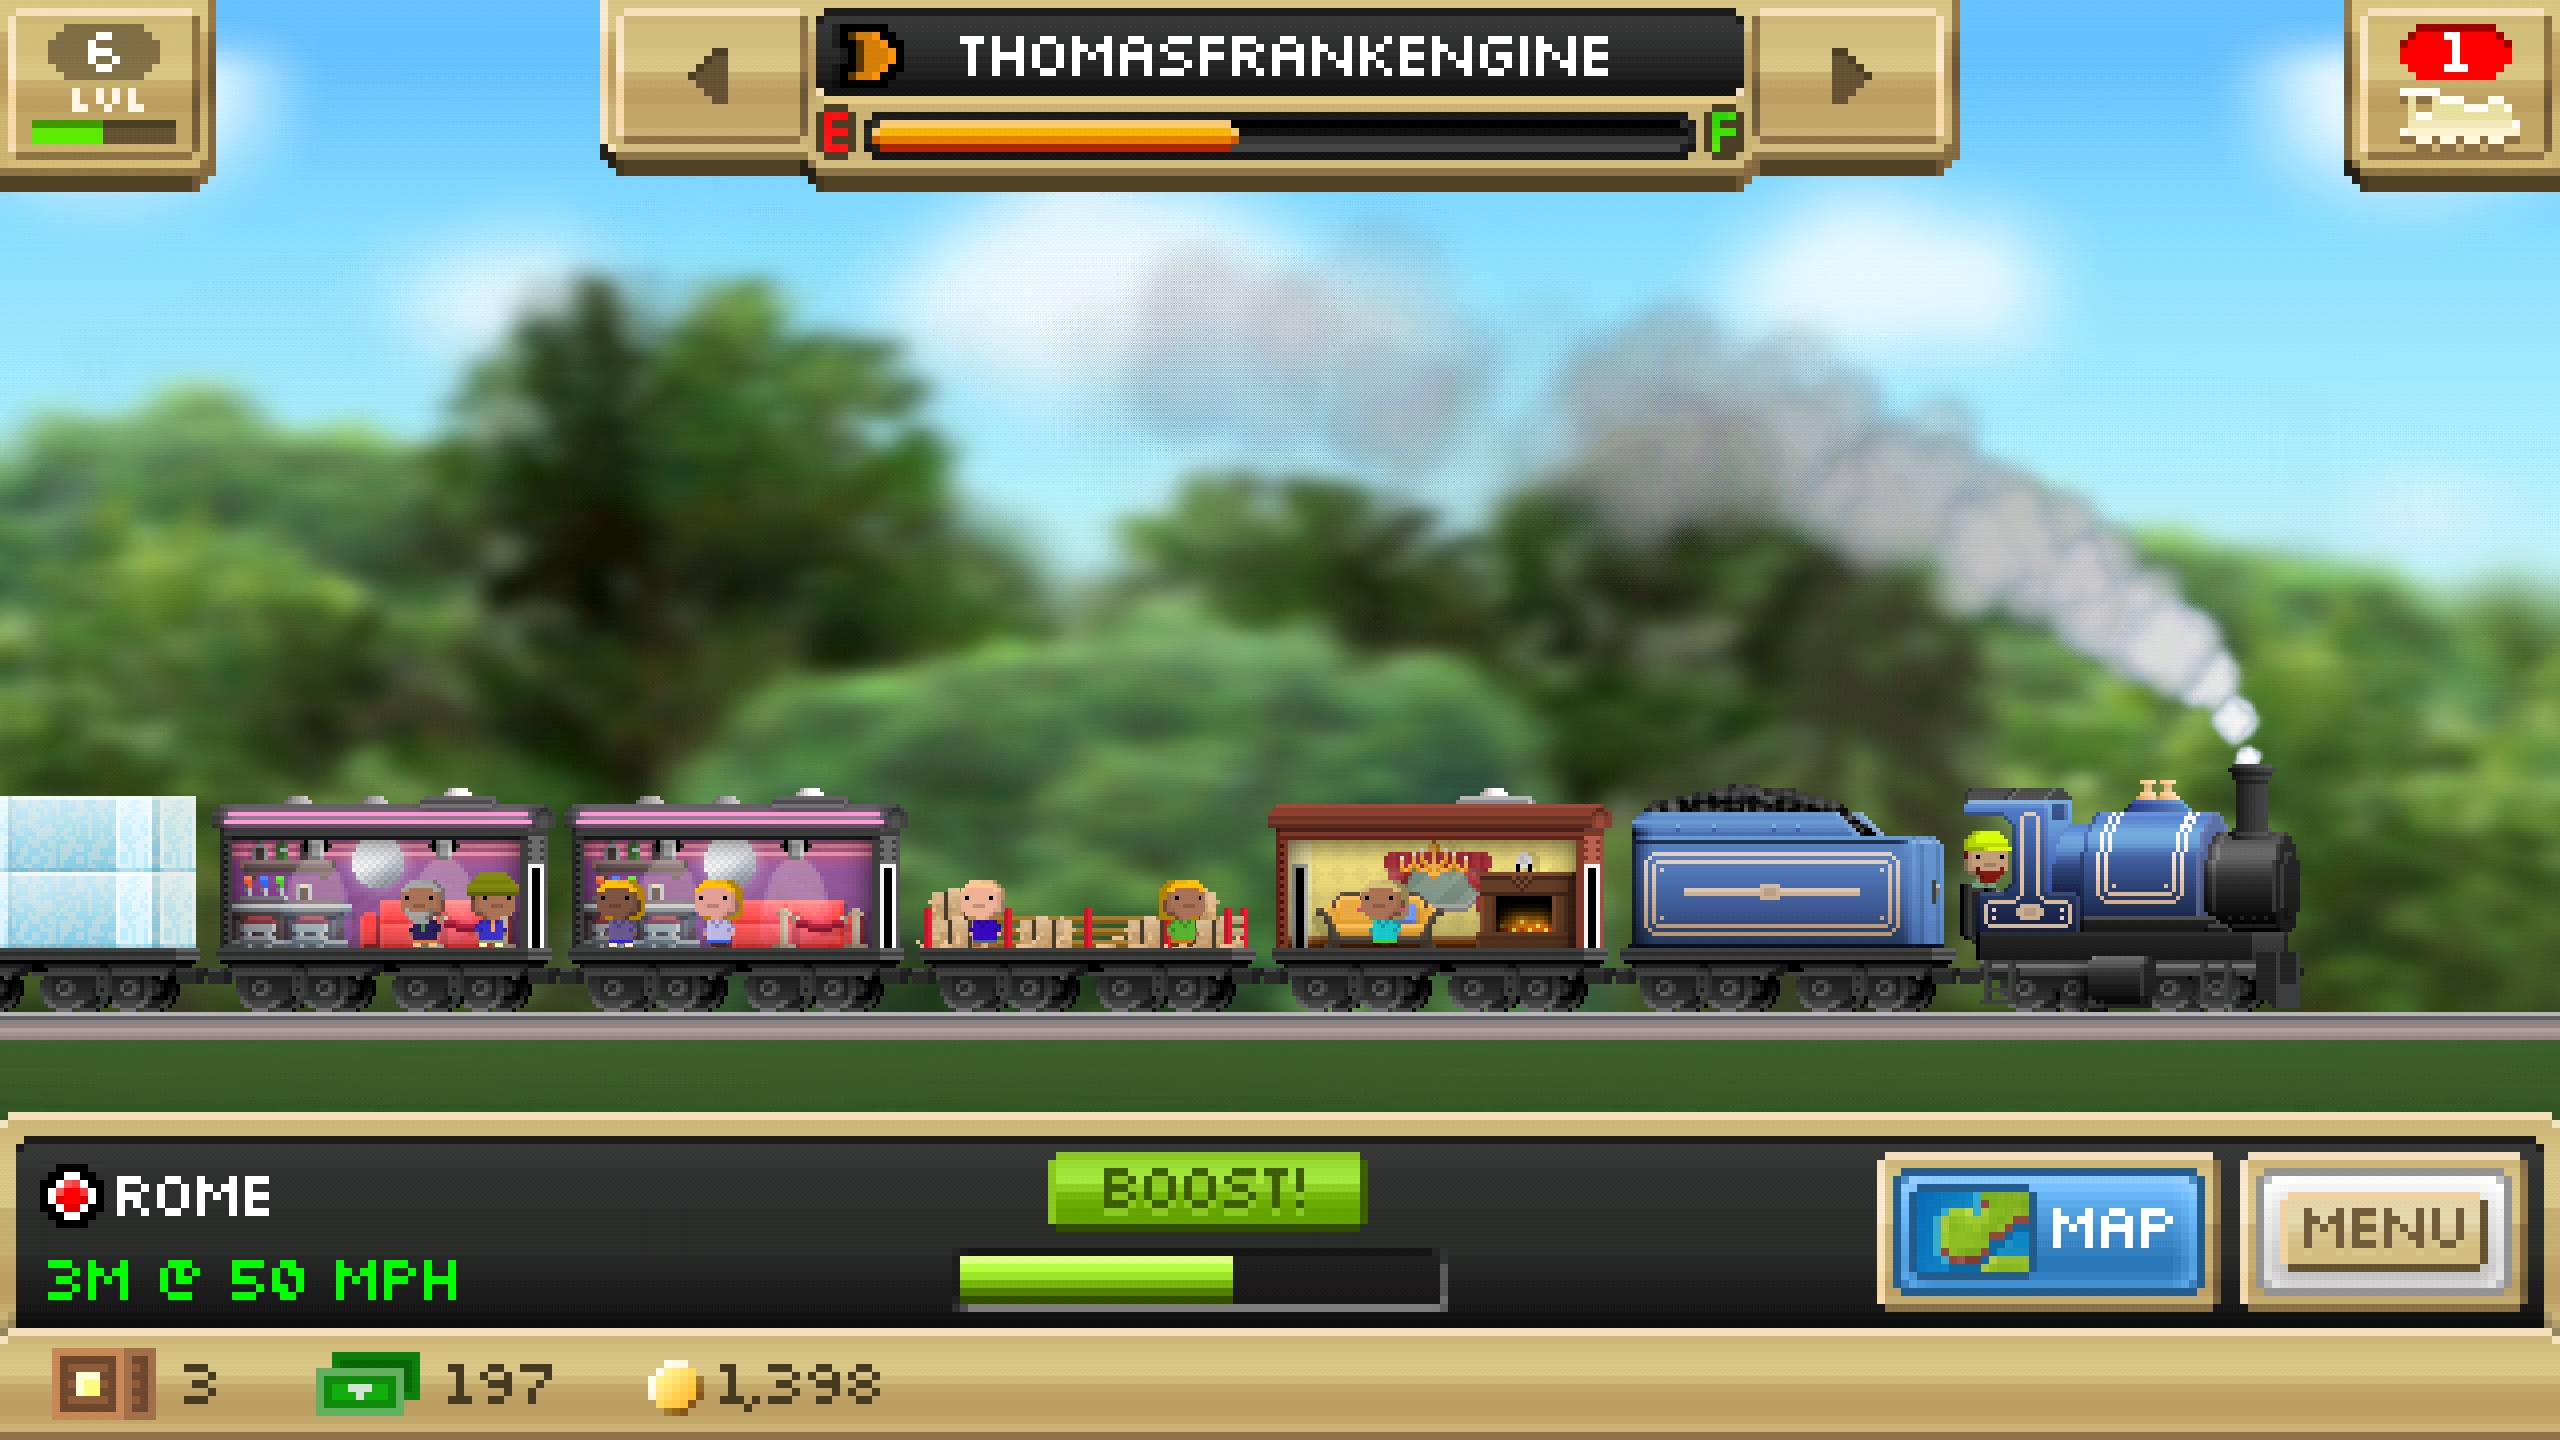 6
LVL
THOMASFRANKENGINE
E F
1
ROME
3M @ 50 MPH
BOOST!
MAP
MENU
3
197
1,398